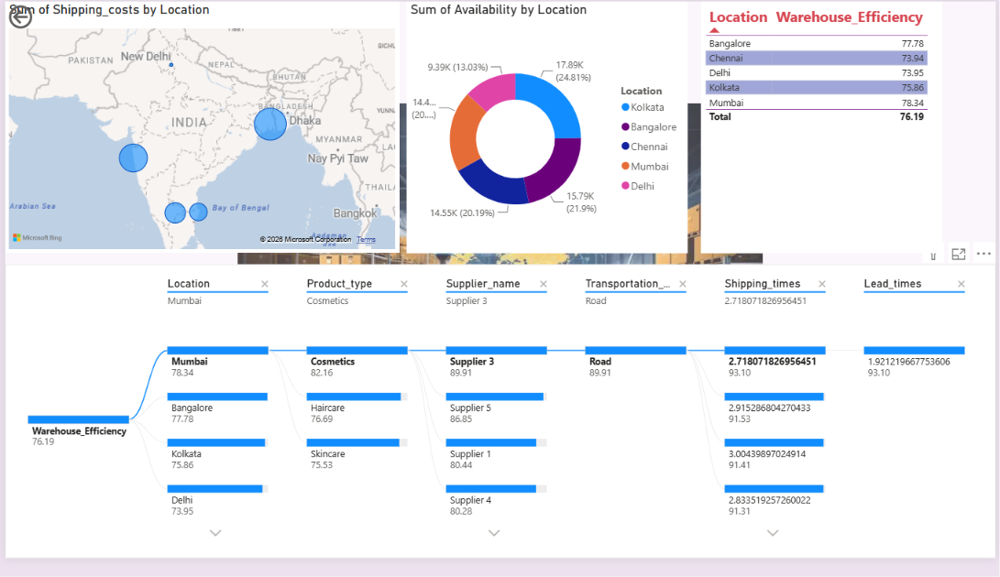 Sum of Shipping_costs by Location
PAKISTAN
New Delhi
NEPAL
BHUTAN
BANGLADESH
INDIA
Dhaka
MYANMAR
Nay Pyi Taw
Arabian Sea
Bay of Bengal
Bangkok
Microsoft Bing
© 2026 Microsoft Corporation Terms
Sum of Availability by Location
9.39K (13.03%)
17.89K
(24.81%)
14.4...
(20....)
14.55K (20.19%)
15.79K
(21.9%)
Location
Kolkata
Bangalore
Chennai
Mumbai
Delhi
Location Warehouse_Efficiency
Bangalore 77.78
Chennai 73.94
Delhi 73.95
Kolkata 75.86
Mumbai 78.34
Total 76.19
Location Product_type Supplier_name Transportation_... Shipping_times Lead_times
Mumbai Cosmetics Supplier 3 Road 2.718071826956451
Warehouse_Efficiency
76.19
Mumbai
78.34
Bangalore
77.78
Kolkata
75.86
Delhi
73.95
Cosmetics
82.16
Haircare
76.69
Skincare
75.53
Supplier 3
89.91
Supplier 5
86.85
Supplier 1
80.44
Supplier 4
80.28
Road
89.91
2.718071826956451
93.10
2.915286804270433
91.53
3.00439897024914
91.41
2.833519257260022
91.31
1.921219667753606
93.10